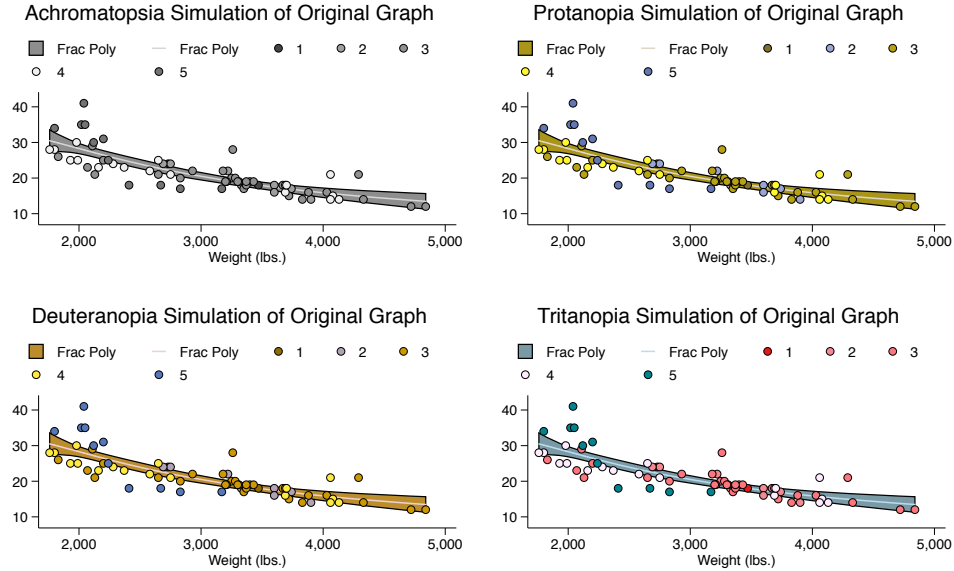 Achromatopsia Simulation of Original Graph
Frac Poly Frac Poly 1 2 3
4 5
40
30
20
10
2,000 3,000 4,000 5,000
Weight (lbs.)
Protanopia Simulation of Original Graph
Frac Poly Frac Poly 1 2 3
4 5
40
30
20
10
2,000 3,000 4,000 5,000
Weight (lbs.)
Deuteranopia Simulation of Original Graph
Frac Poly Frac Poly 1 2 3
4 5
40
30
20
10
2,000 3,000 4,000 5,000
Weight (lbs.)
Tritanopia Simulation of Original Graph
Frac Poly Frac Poly 1 2 3
4 5
40
30
20
10
2,000 3,000 4,000 5,000
Weight (lbs.)